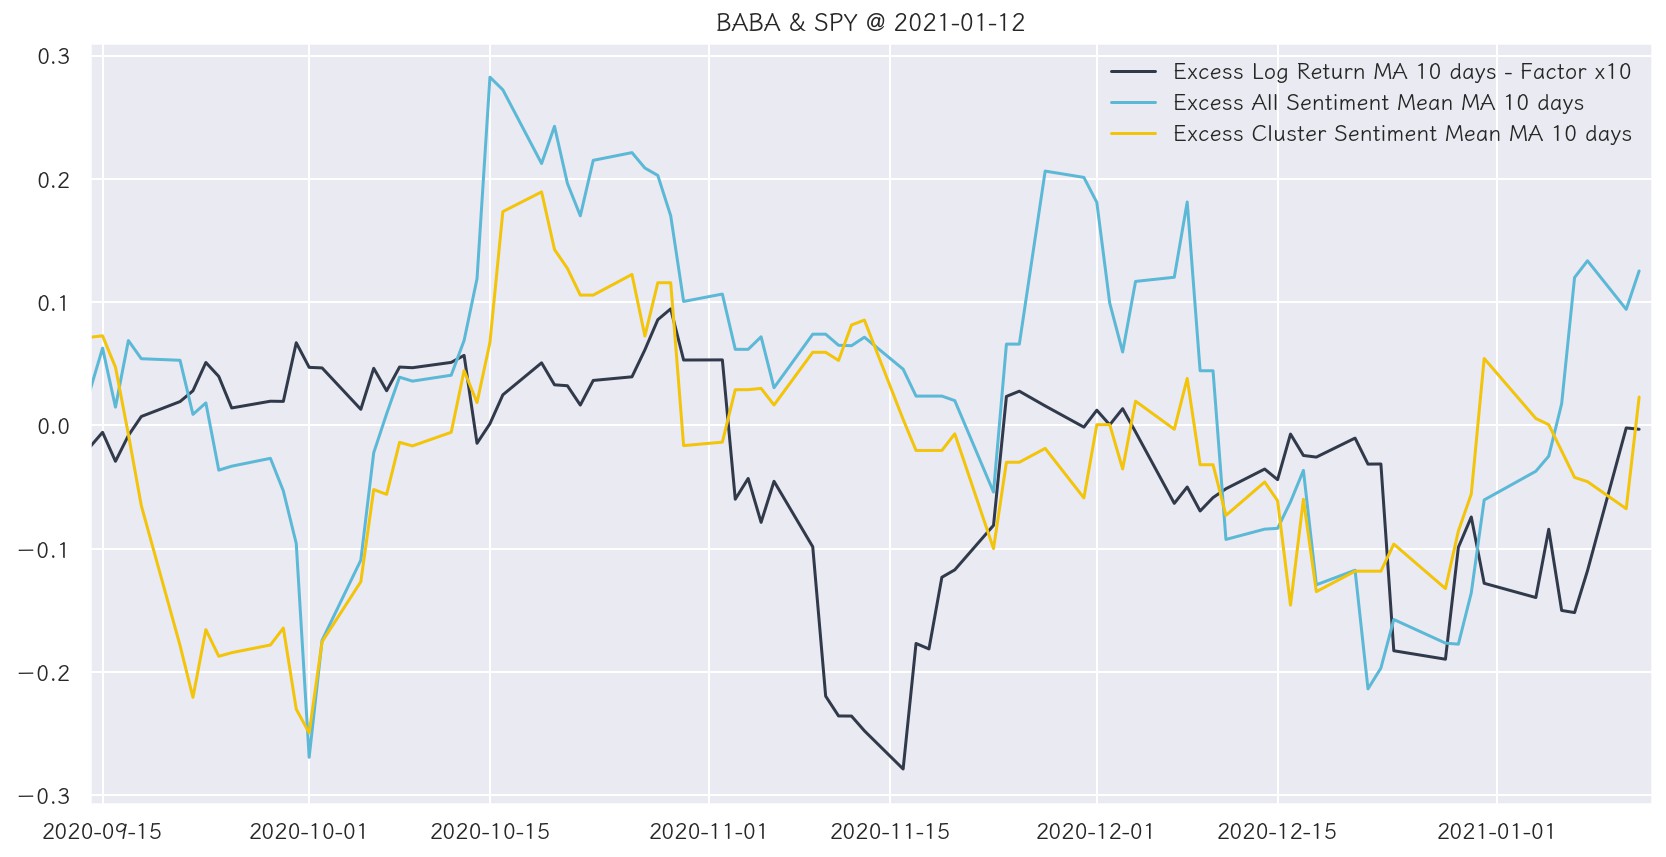 BABA & SPY @ 2021-01-12
Excess Log Return MA 10 days - Factor x10
Excess All Sentiment Mean MA 10 days
Excess Cluster Sentiment Mean MA 10 days
0.3
0.2
0.1
0.0
−0.1
−0.2
−0.3
2020-09-15 2020-10-01 2020-10-15 2020-11-01 2020-11-15 2020-12-01 2020-12-15 2021-01-01